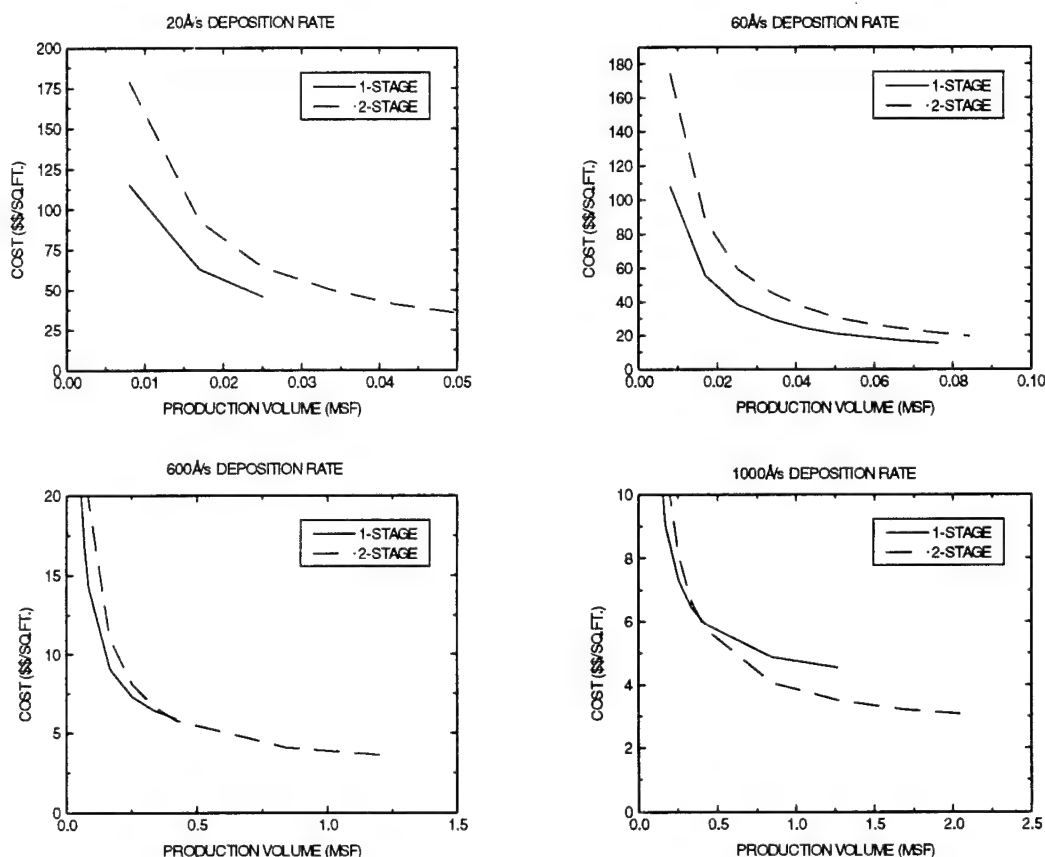 20Å/s DEPOSITION RATE
200
175
150
125
100
75
50
25
0
COST ($$/SQ.FT.)
1-STAGE
2-STAGE
0.00 0.01 0.02 0.03 0.04 0.05
PRODUCTION VOLUME (MSF)
60Å/s DEPOSITION RATE
180
160
140
120
100
80
60
40
20
0
COST ($$/SQ.FT.)
1-STAGE
2-STAGE
0.00 0.02 0.04 0.06 0.08 0.10
PRODUCTION VOLUME (MSF)
600Å/s DEPOSITION RATE
20
15
10
5
0
COST ($$/SQ.FT.)
1-STAGE
2-STAGE
0.0 0.5 1.0 1.5
PRODUCTION VOLUME (MSF)
1000Å/s DEPOSITION RATE
10
8
6
4
2
0
COST ($$/SQ.FT.)
1-STAGE
2-STAGE
0.0 0.5 1.0 1.5 2.0 2.5
PRODUCTION VOLUME (MSF)